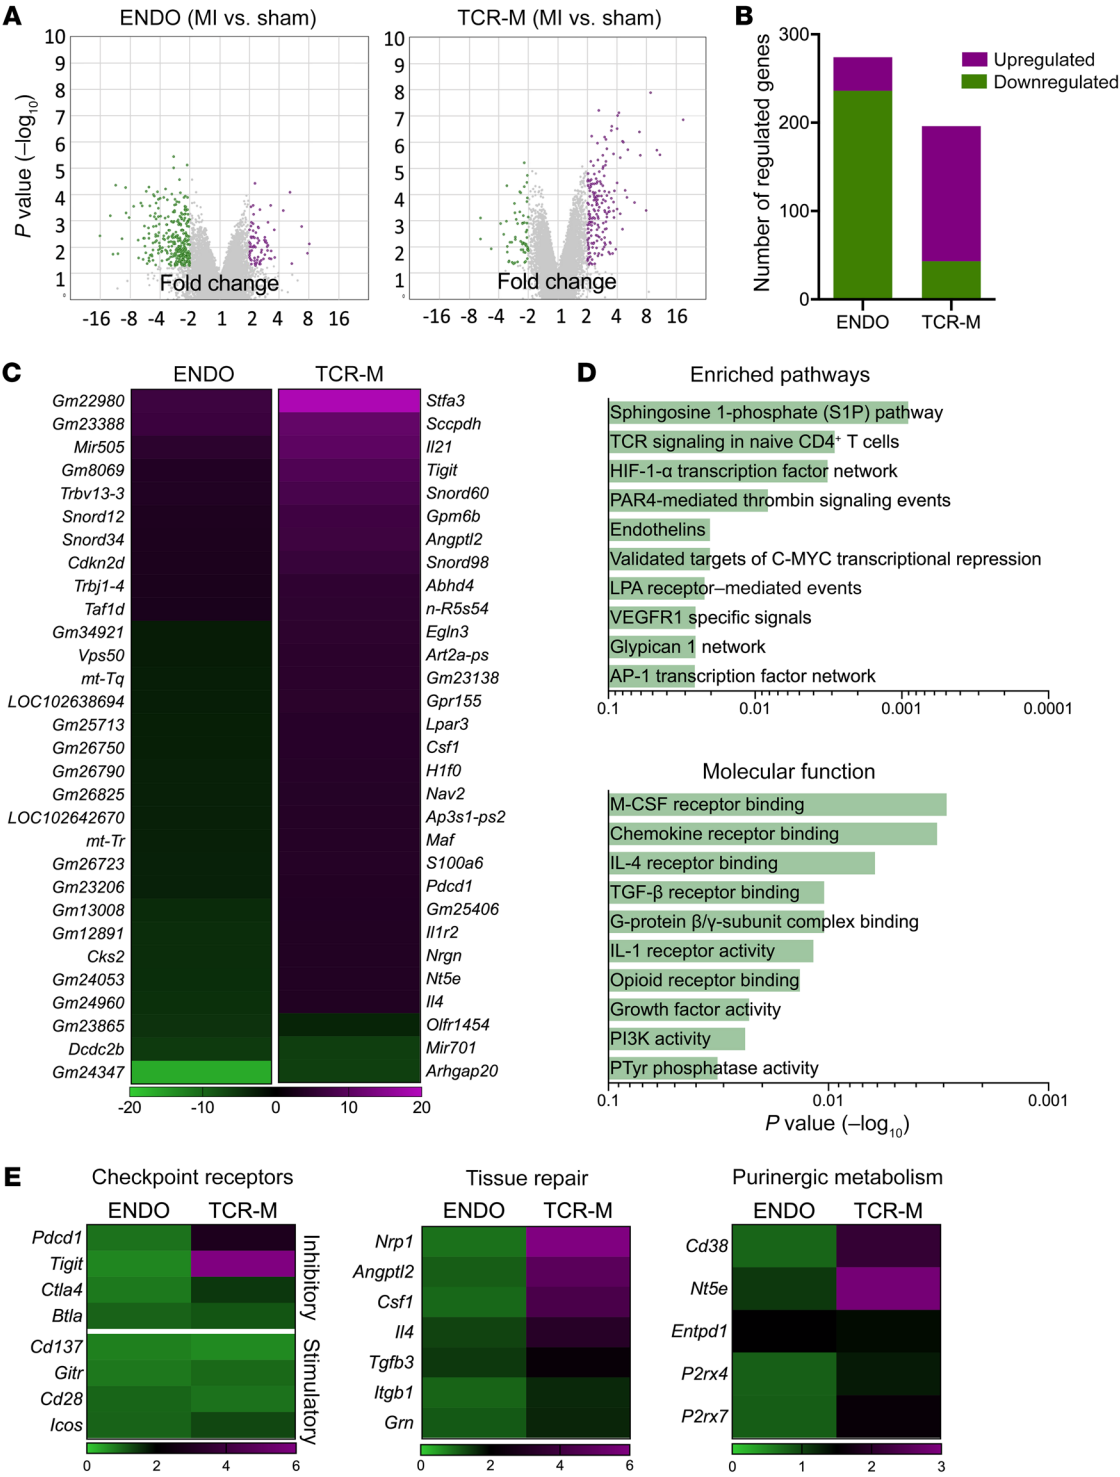 A
ENDO (MI vs. sham)
TCR-M (MI vs. sham)
P value (–log10)
10
9
8
7
6
5
4
3
2
1
0
Fold change
-16 -8 -4 -2 1 2 4 8 16
10
9
8
7
6
5
4
3
2
1
0
Fold change
-16 -8 -4 -2 1 2 4 8 16
B
Number of regulated genes
300
200
100
0
ENDO TCR-M
Upregulated
Downregulated
C
ENDO TCR-M
Gm22980 Stfa3
Gm23388 Sccpdh
Mir505 Il21
Gm8069 Tigit
Trbv13-3 Snord60
Snord12 Gpm6b
Snord34 Angptl2
Cdkn2d Snord98
Trbj1-4 Abhd4
Taf1d n-R5s54
Gm34921 Egln3
Vps50 Art2a-ps
mt-Tq Gm23138
LOC102638694 Gpr155
Gm25713 Lpar3
Gm26750 Csf1
Gm26790 H1f0
Gm26825 Nav2
LOC102642670 Ap3s1-ps2
mt-Tr Maf
Gm26723 S100a6
Gm23206 Pdcd1
Gm13008 Gm25406
Gm12891 Il1r2
Cks2 Nrgn
Gm24053 Nt5e
Gm24960 Il4
Gm23865 Olfr1454
Dcdc2b Mir701
Gm24347 Arhgap20
-20 -10 0 10 20
D
Enriched pathways
Sphingosine 1-phosphate (S1P) pathway
TCR signaling in naive CD4+ T cells
HIF-1-α transcription factor network
PAR4-mediated thrombin signaling events
Endothelins
Validated targets of C-MYC transcriptional repression
LPA receptor–mediated events
VEGFR1 specific signals
Glypican 1 network
AP-1 transcription factor network
0.1 0.01 0.001 0.0001
Molecular function
M-CSF receptor binding
Chemokine receptor binding
IL-4 receptor binding
TGF-β receptor binding
G-protein β/γ-subunit complex binding
IL-1 receptor activity
Opioid receptor binding
Growth factor activity
PI3K activity
PTyr phosphatase activity
0.1 0.01 0.001
P value (–log10)
E
Checkpoint receptors
ENDO TCR-M
Pdcd1
Tigit
Ctla4
Btla
Cd137
Gitr
Cd28
Icos
Inhibitory
Stimulatory
0 2 4 6
Tissue repair
ENDO TCR-M
Nrp1
Angptl2
Csf1
Il4
Tgfb3
Itgb1
Grn
0 2 4 6
Purinergic metabolism
ENDO TCR-M
Cd38
Nt5e
Entpd1
P2rx4
P2rx7
0 1 2 3